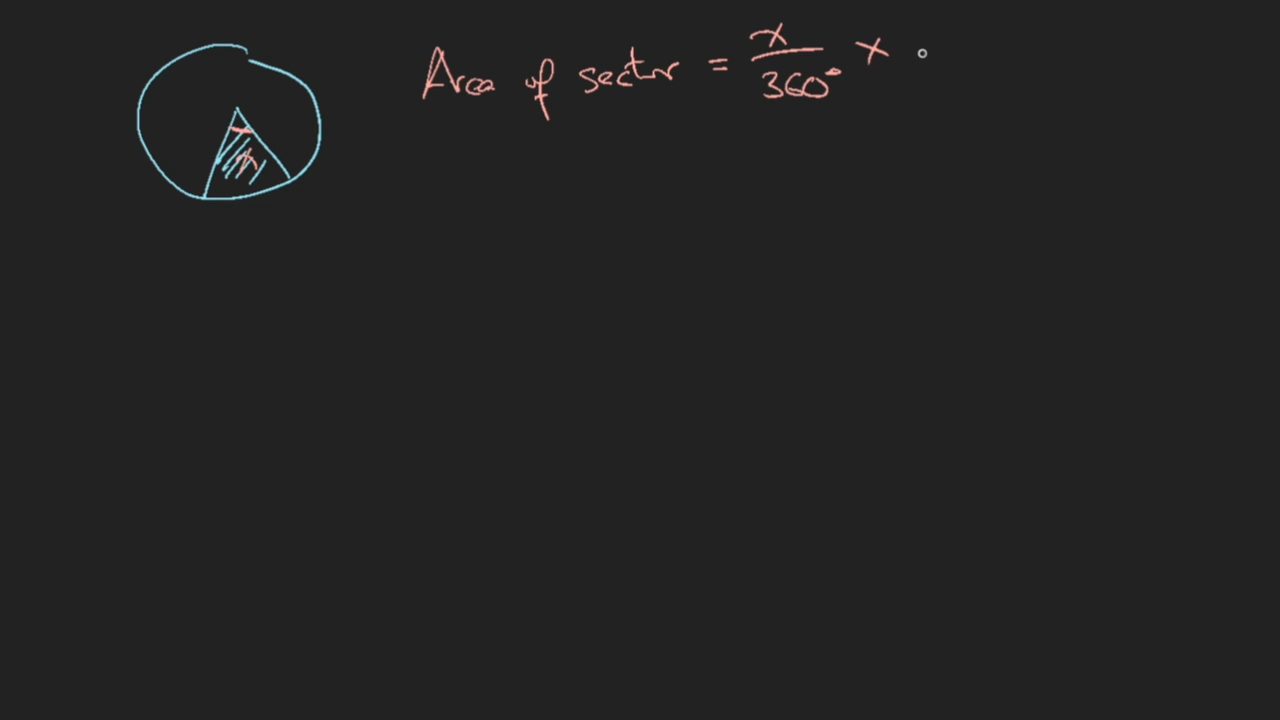 x
Area of sector = x/360° ×